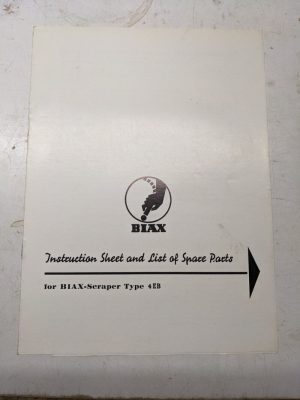 BIAX
Instruction Sheet and List of Spare Parts
for BIAX-Scraper Type 4EB